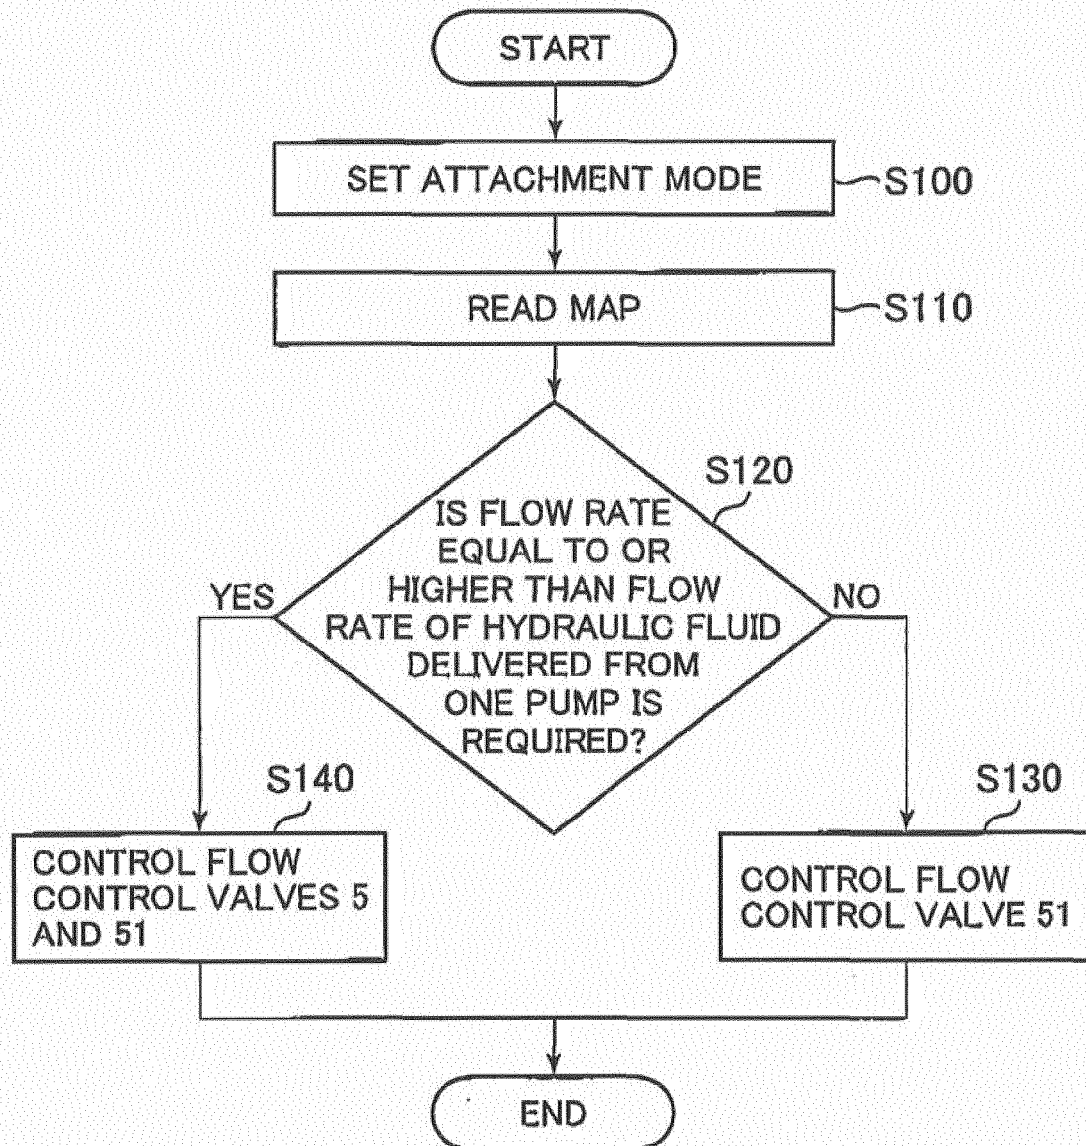 START
SET ATTACHMENT MODE
S100
READ MAP
S110
S120
IS FLOW RATE
EQUAL TO OR
HIGHER THAN FLOW
RATE OF HYDRAULIC FLUID
DELIVERED FROM
ONE PUMP IS
REQUIRED?
YES
NO
S140
CONTROL FLOW
CONTROL VALVES 5
AND 51
S130
CONTROL FLOW
CONTROL VALVE 51
END